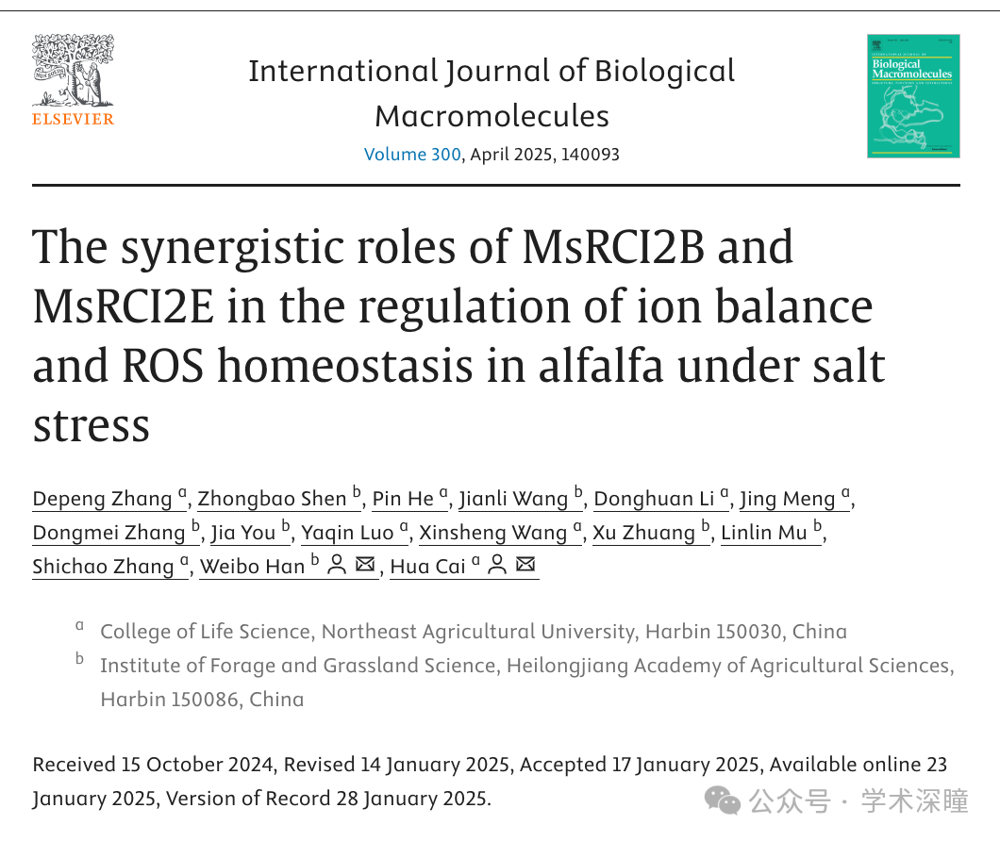 ELSEVIER
International Journal of Biological
Macromolecules
Volume 300, April 2025, 140093
Biological
Macromolecules
The synergistic roles of MsRCI2B and
MsRCI2E in the regulation of ion balance
and ROS homeostasis in alfalfa under salt
stress
Depeng Zhang a, Zhongbao Shen b, Pin He a, Jianli Wang b, Donghuan Li a, Jing Meng a,
Dongmei Zhang b, Jia You b, Yaqin Luo a, Xinsheng Wang a, Xu Zhuang b, Linlin Mu b,
Shichao Zhang a, Weibo Han b, Hua Cai a
a College of Life Science, Northeast Agricultural University, Harbin 150030, China
b Institute of Forage and Grassland Science, Heilongjiang Academy of Agricultural Sciences,
Harbin 150086, China
Received 15 October 2024, Revised 14 January 2025, Accepted 17 January 2025, Available online 23
January 2025, Version of Record 28 January 2025.
公众号 · 学术深瞳